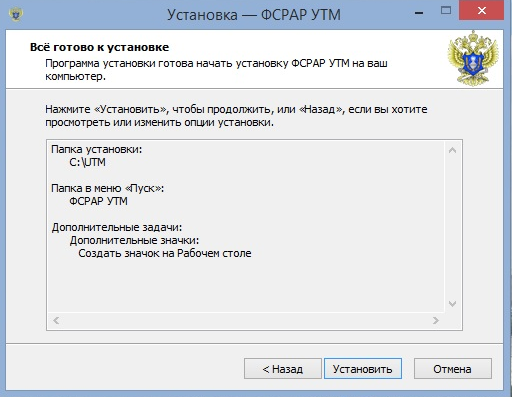 Установка — ФСРАР УТМ
Всё готово к установке
Программа установки готова начать установку ФСРАР УТМ на ваш
компьютер.
Нажмите «Установить», чтобы продолжить, или «Назад», если вы хотите
просмотреть или изменить опции установки.
Папка установки:
C:\UTM
Папка в меню «Пуск»:
ФСРАР УТМ
Дополнительные задачи:
Дополнительные значки:
Создать значок на Рабочем столе
< Назад
Установить
Отмена